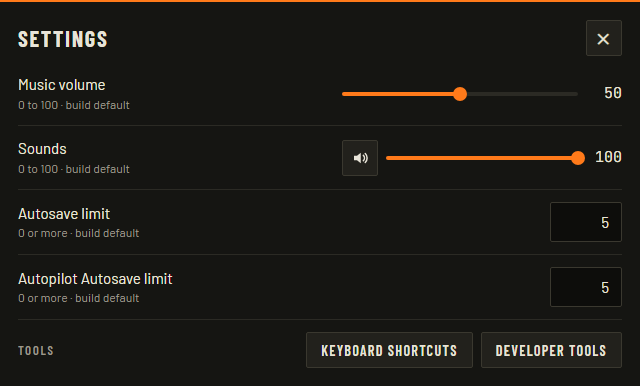 SETTINGS
Music volume
0 to 100 · build default
50
Sounds
0 to 100 · build default
100
Autosave limit
0 or more · build default
5
Autopilot Autosave limit
0 or more · build default
5
TOOLS
KEYBOARD SHORTCUTS
DEVELOPER TOOLS